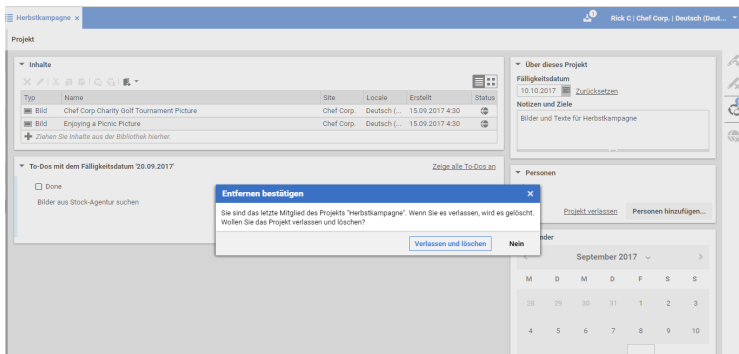 Herbstkampagne ×
0
Rick C | Chef Corp. | Deutsch (Deut...
Projekt
Inhalte
Typ Name Site Locale Erstellt Status
Bild Chef Corp Charity Golf Tournament Picture Chef Corp. Deutsch (... 15.09.2017 4:30
Bild Enjoying a Picnic Picture Chef Corp. Deutsch (... 15.09.2017 4:30
Ziehen Sie Inhalte aus der Bibliothek hierher.
To-Dos mit dem Fälligkeitsdatum '20.09.2017' Zeige alle To-Dos an
Done
Bilder aus Stock-Agentur suchen
Entfernen bestätigen ×
Sie sind das letzte Mitglied des Projekts "Herbstkampagne". Wenn Sie es verlassen, wird es gelöscht.
Wollen Sie das Projekt verlassen und löschen?
Verlassen und löschen Nein
Über dieses Projekt
Fälligkeitsdatum
10.10.2017 Zurücksetzen
Notizen und Ziele
Bilder und Texte für Herbstkampagne
Personen
Projekt verlassen Personen hinzufügen...
nder
September 2017
M D M D F S S
28 29 30 31 1 2 3
4 5 6 7 8 9 10